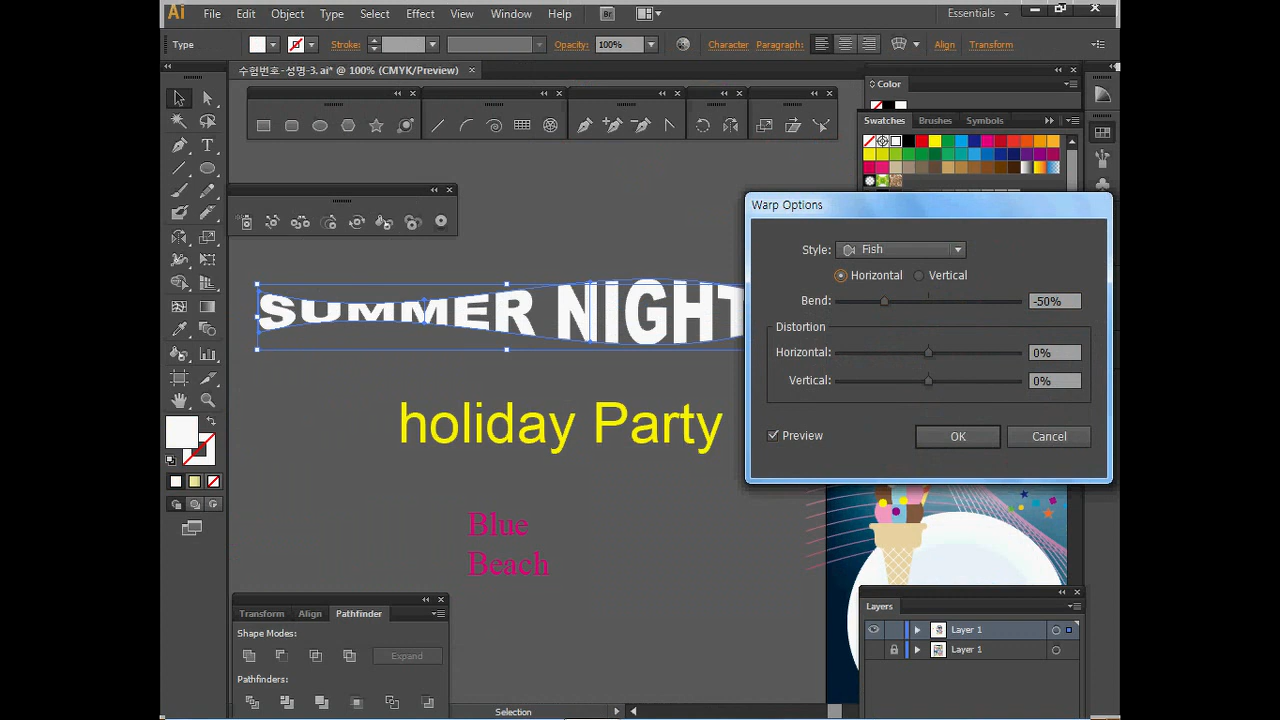 Ai File Edit Object Type Select Effect View Window Help Br Essentials
Type Stroke: Opacity: 100% Character Paragraph: Align Transform
수험번호-성명-3.ai* @ 100% (CMYK/Preview)
Color
Swatches Brushes Symbols
Warp Options
Style: Fish
Horizontal Vertical
Bend: -50%
Distortion
Horizontal: 0%
Vertical: 0%
Preview OK Cancel
SUMMER NIGHT
holiday Party
Blue
Beach
Transform Align Pathfinder
Shape Modes:
Expand
Pathfinders:
Layers
Layer 1
Layer 1
Selection